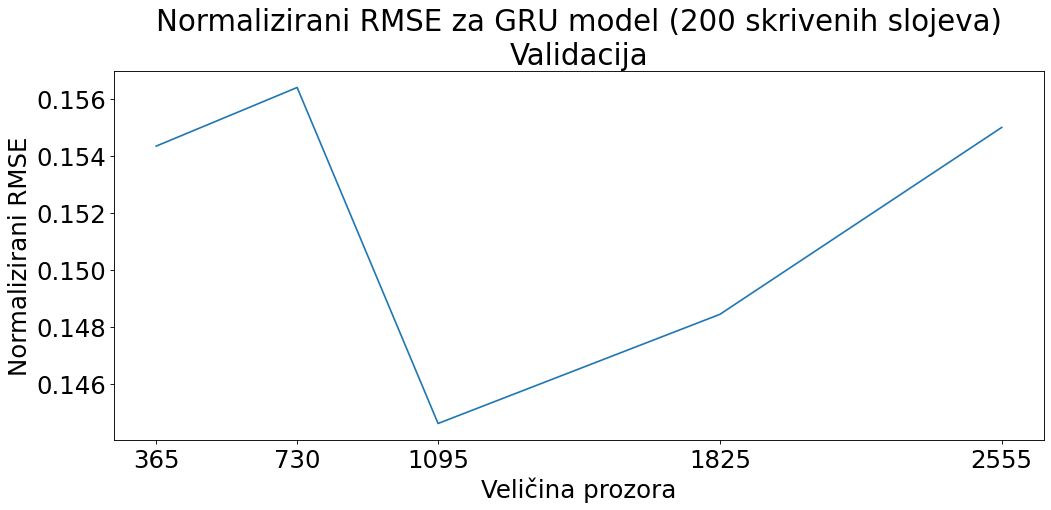 Normalizirani RMSE za GRU model (200 skrivenih slojeva)
Validacija
Normalizirani RMSE
0.156
0.154
0.152
0.150
0.148
0.146
365 730 1095 1825 2555
Veličina prozora